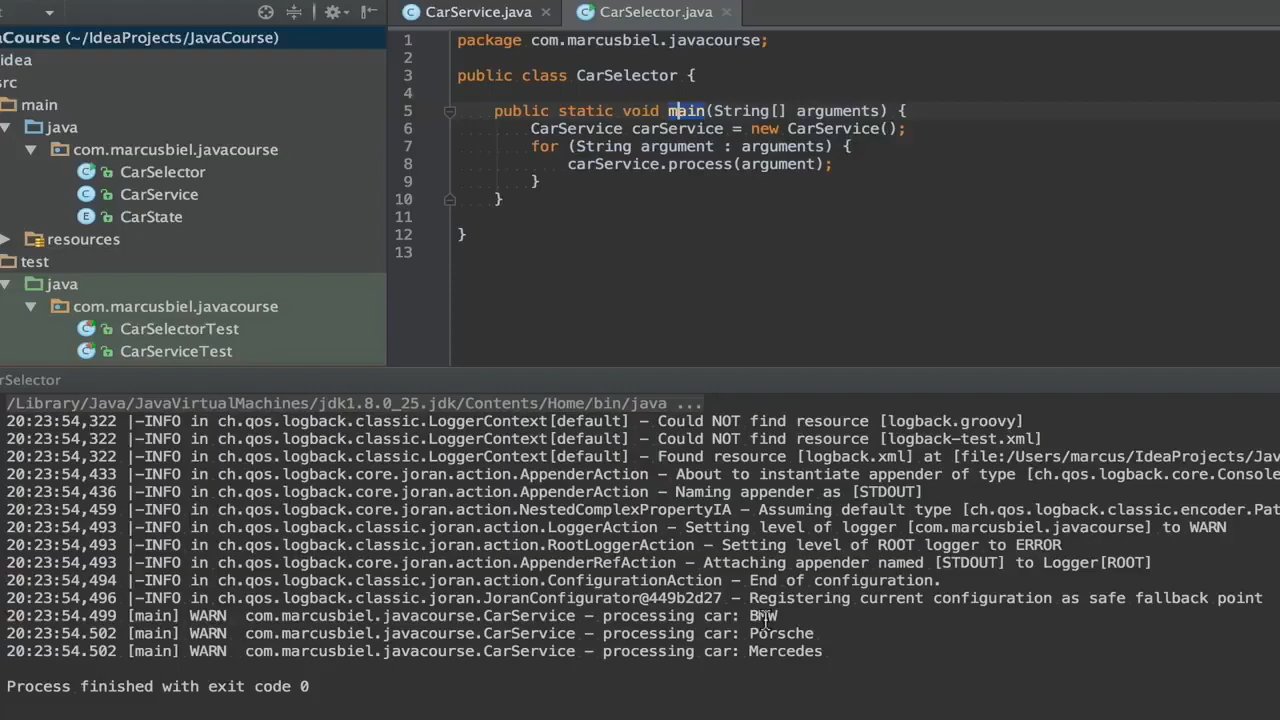 CarService.java
CarSelector.java
aCourse (~/IdeaProjects/JavaCourse)
idea
rc
main
java
com.marcusbiel.javacourse
CarSelector
CarService
CarState
resources
test
java
com.marcusbiel.javacourse
CarSelectorTest
CarServiceTest
1 package com.marcusbiel.javacourse;
2
3 public class CarSelector {
4
5 public static void main(String[] arguments) {
6 CarService carService = new CarService();
7 for (String argument : arguments) {
8 carService.process(argument);
9 }
10 }
11
12 }
13
rSelector
/Library/Java/JavaVirtualMachines/jdk1.8.0_25.jdk/Contents/Home/bin/java ...
20:23:54,322 |-INFO in ch.qos.logback.classic.LoggerContext[default] - Could NOT find resource [logback.groovy]
20:23:54,322 |-INFO in ch.qos.logback.classic.LoggerContext[default] - Could NOT find resource [logback-test.xml]
20:23:54,322 |-INFO in ch.qos.logback.classic.LoggerContext[default] - Found resource [logback.xml] at [file:/Users/marcus/IdeaProjects/Jav
20:23:54,433 |-INFO in ch.qos.logback.core.joran.action.AppenderAction - About to instantiate appender of type [ch.qos.logback.core.Console
20:23:54,436 |-INFO in ch.qos.logback.core.joran.action.AppenderAction - Naming appender as [STDOUT]
20:23:54,459 |-INFO in ch.qos.logback.core.joran.action.NestedComplexPropertyIA - Assuming default type [ch.qos.logback.classic.encoder.Pat
20:23:54,493 |-INFO in ch.qos.logback.classic.joran.action.LoggerAction - Setting level of logger [com.marcusbiel.javacourse] to WARN
20:23:54,493 |-INFO in ch.qos.logback.classic.joran.action.RootLoggerAction - Setting level of ROOT logger to ERROR
20:23:54,493 |-INFO in ch.qos.logback.core.joran.action.AppenderRefAction - Attaching appender named [STDOUT] to Logger[ROOT]
20:23:54,494 |-INFO in ch.qos.logback.classic.joran.action.ConfigurationAction - End of configuration.
20:23:54,496 |-INFO in ch.qos.logback.classic.joran.JoranConfigurator@449b2d27 - Registering current configuration as safe fallback point
20:23:54.499 [main] WARN com.marcusbiel.javacourse.CarService - processing car: BMW
20:23:54.502 [main] WARN com.marcusbiel.javacourse.CarService - processing car: Porsche
20:23:54.502 [main] WARN com.marcusbiel.javacourse.CarService - processing car: Mercedes
Process finished with exit code 0